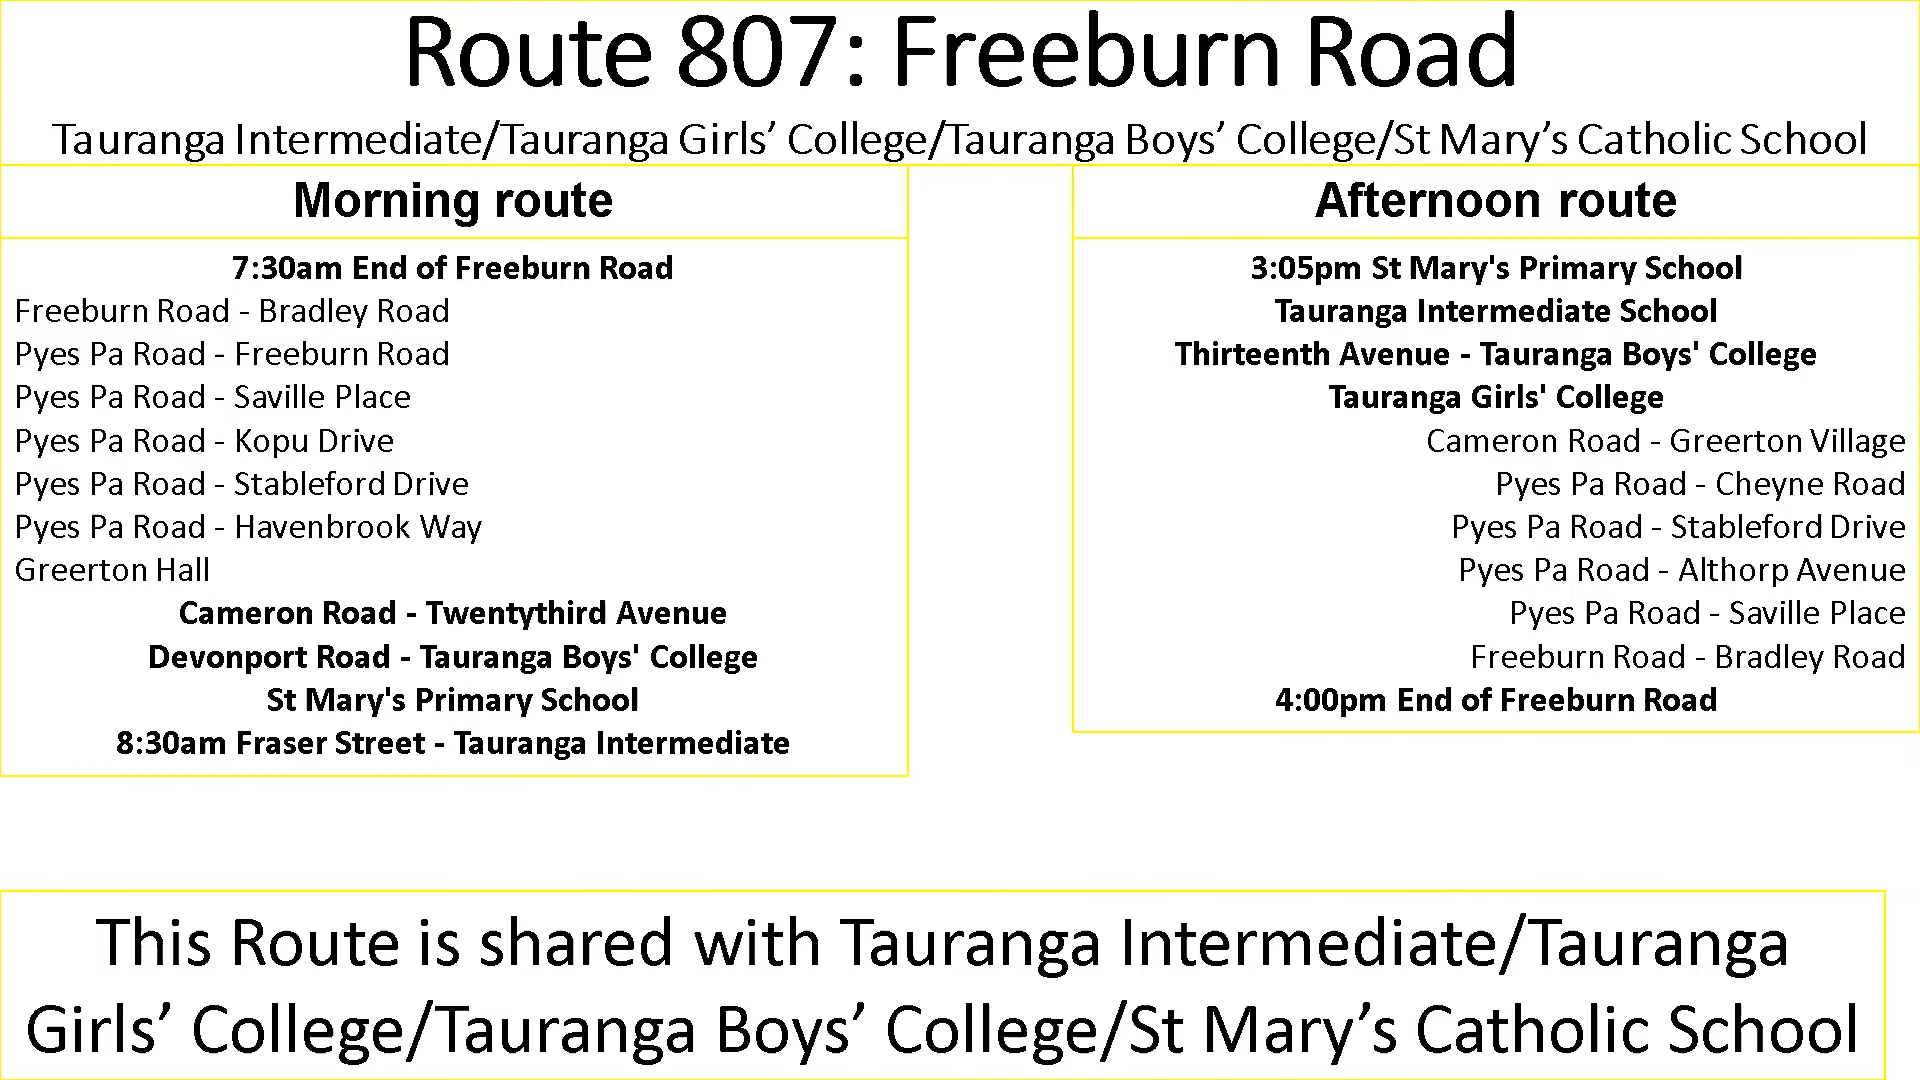 Route 807: Freeburn Road
Tauranga Intermediate/Tauranga Girls’ College/Tauranga Boys’ College/St Mary’s Catholic School
Morning route
7:30am End of Freeburn Road
Freeburn Road - Bradley Road
Pyes Pa Road - Freeburn Road
Pyes Pa Road - Saville Place
Pyes Pa Road - Kopu Drive
Pyes Pa Road - Stableford Drive
Pyes Pa Road - Havenbrook Way
Greerton Hall
Cameron Road - Twentythird Avenue
Devonport Road - Tauranga Boys' College
St Mary's Primary School
8:30am Fraser Street - Tauranga Intermediate
Afternoon route
3:05pm St Mary's Primary School
Tauranga Intermediate School
Thirteenth Avenue - Tauranga Boys' College
Tauranga Girls' College
Cameron Road - Greerton Village
Pyes Pa Road - Cheyne Road
Pyes Pa Road - Stableford Drive
Pyes Pa Road - Althorp Avenue
Pyes Pa Road - Saville Place
Freeburn Road - Bradley Road
4:00pm End of Freeburn Road
This Route is shared with Tauranga Intermediate/Tauranga
Girls’ College/Tauranga Boys’ College/St Mary’s Catholic School